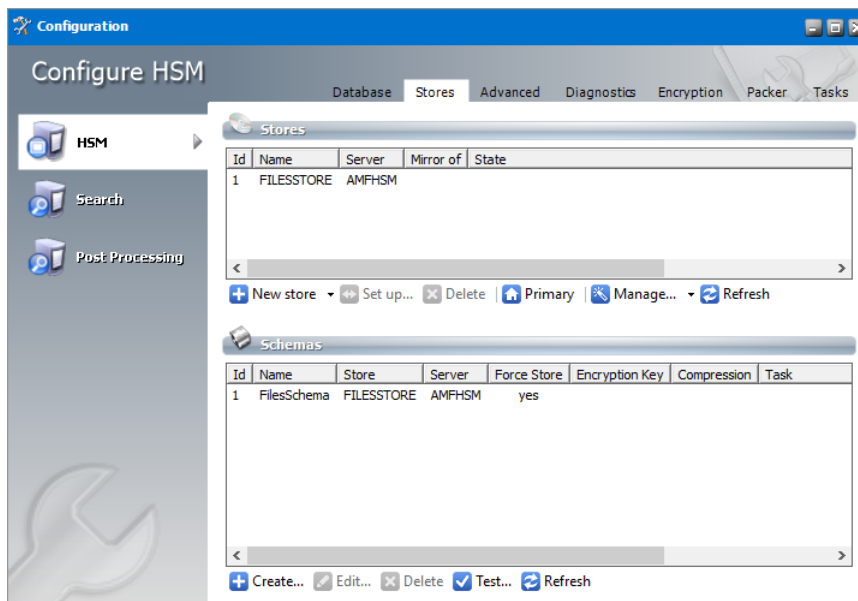 Configuration
Configure HSM
Database Stores Advanced Diagnostics Encryption Packer Tasks
HSM
Search
Post Processing
Stores
Id Name Server Mirror of State
1 FILESSTORE AMFHSM
New store Set up... Delete Primary Manage... Refresh
Schemas
Id Name Store Server Force Store Encryption Key Compression Task
1 FilesSchema FILESSTORE AMFHSM yes
Create... Edit... Delete Test... Refresh